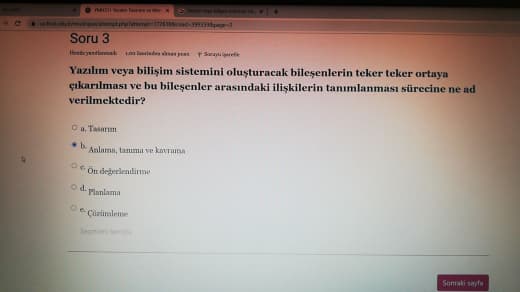 Soru 3
Henüz yanıtlanmadı 1,00 üzerinden alınan puan Soruyu işaretle
Yazılım veya bilişim sistemini oluşturacak bileşenlerin teker teker ortaya
çıkarılması ve bu bileşenler arasındaki ilişkilerin tanımlanması sürecine ne ad
verilmektedir?
a. Tasarım
b. Anlama, tanıma ve kavrama
c. Ön değerlendirme
d. Planlama
e. Çözümleme
Seçimimi temizle
Sonraki sayfa